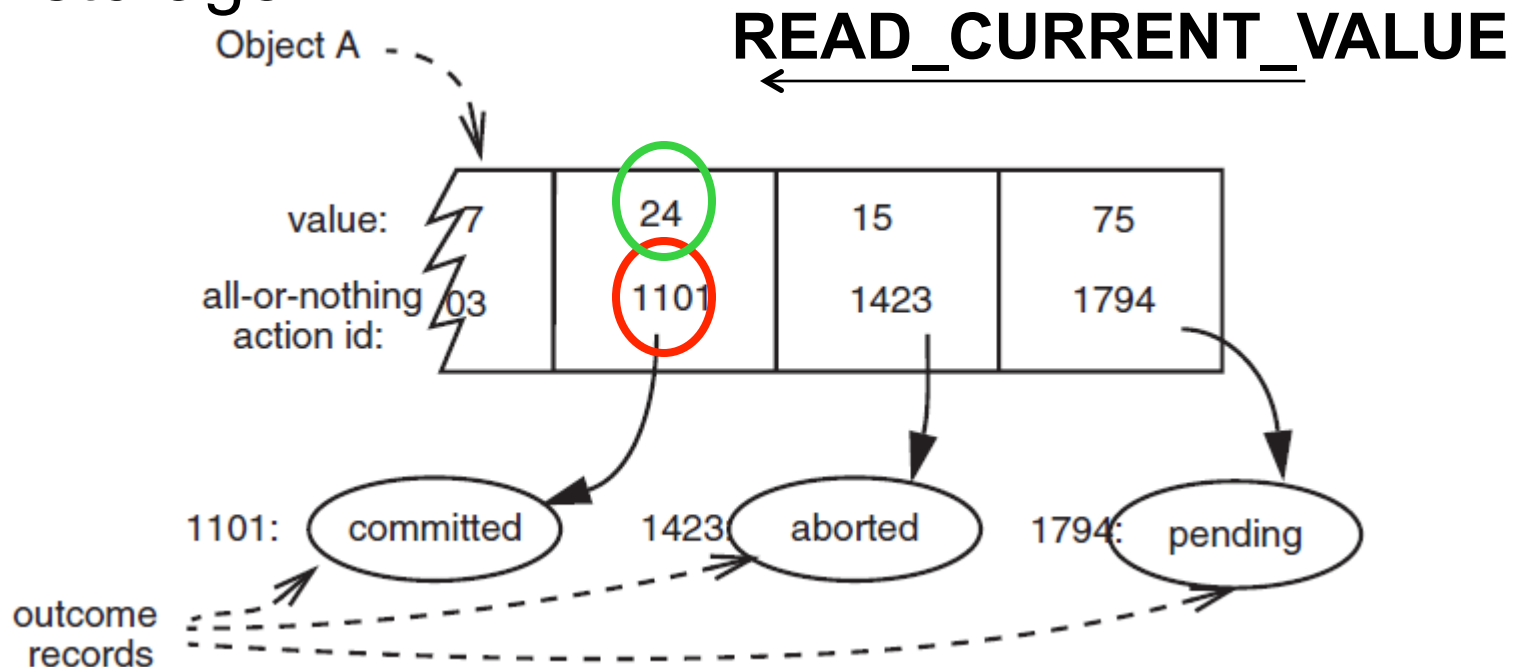 Object A
READ_CURRENT_VALUE
value: 7 24 15 75
all-or-nothing
action id: 03 1101 1423 1794
1101: committed 1423: aborted 1794: pending
outcome
records